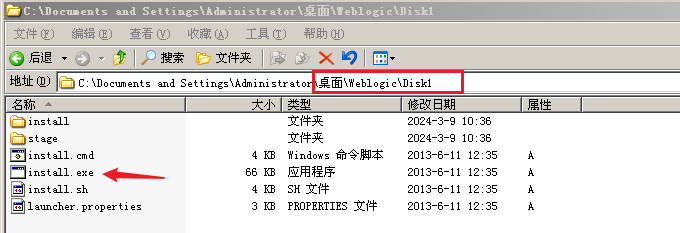 C:\Documents and Settings\Administrator\桌面\Weblogic\Disk1
文件(F) 编辑(E) 查看(V) 收藏(A) 工具(T) 帮助(H)
后退 搜索 文件夹
地址(D) C:\Documents and Settings\Administrator\桌面\Weblogic\Disk1
名称 大小 类型 修改日期 属性
install 文件夹 2024-3-9 10:36
stage 文件夹 2024-3-9 10:36
install.cmd 4 KB Windows 命令脚本 2013-6-11 12:35 A
install.exe 66 KB 应用程序 2013-6-11 12:35 A
install.sh 4 KB SH 文件 2013-6-11 12:35 A
launcher.properties 3 KB PROPERTIES 文件 2013-6-11 12:35 A